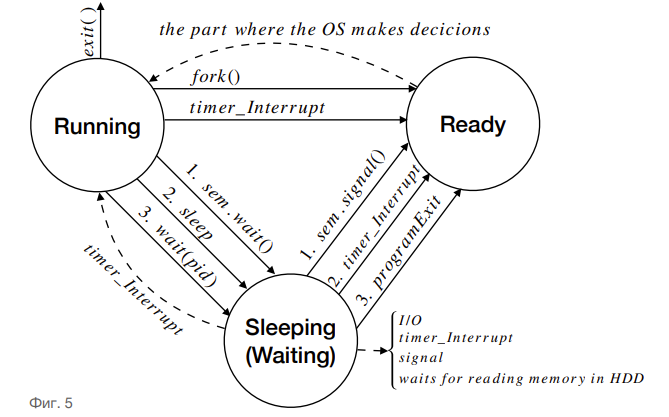 exit()
the part where the OS makes decicions
fork()
timer_Interrupt
Running
Ready
1. sem.wait()
2. sleep
3. wait(pid)
1. sem.signal()
2. timer_Interrupt
3. programExit
timer_Interrupt
Sleeping
(Waiting)
I/O
timer_Interrupt
signal
waits for reading memory in HDD
Фиг. 5